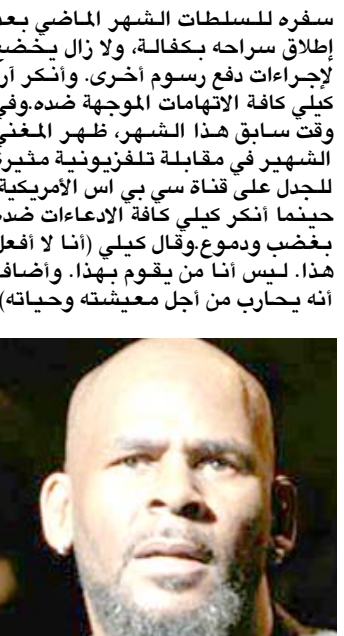 سفره للسلطات الشهر الماضي بعد
إطلاق سراحه بكفالة، ولا زال يخضع
لإجراءات دفع رسوم أخرى. وأنكر آر
كيلي كافة الاتهامات الموجهة ضده.وفي
وقت سابق هذا الشهر، ظهر المغني
الشهير في مقابلة تلفزيونية مثيرة
للجدل على قناة سي بي اس الأمريكية
حينما أنكر كيلي كافة الادعاءات ضده
بغضب ودموع.وقال كيلي (أنا لا أفعل
هذا. ليس أنا من يقوم بهذا. وأضاف
أنه يحارب من أجل معيشته وحياته)